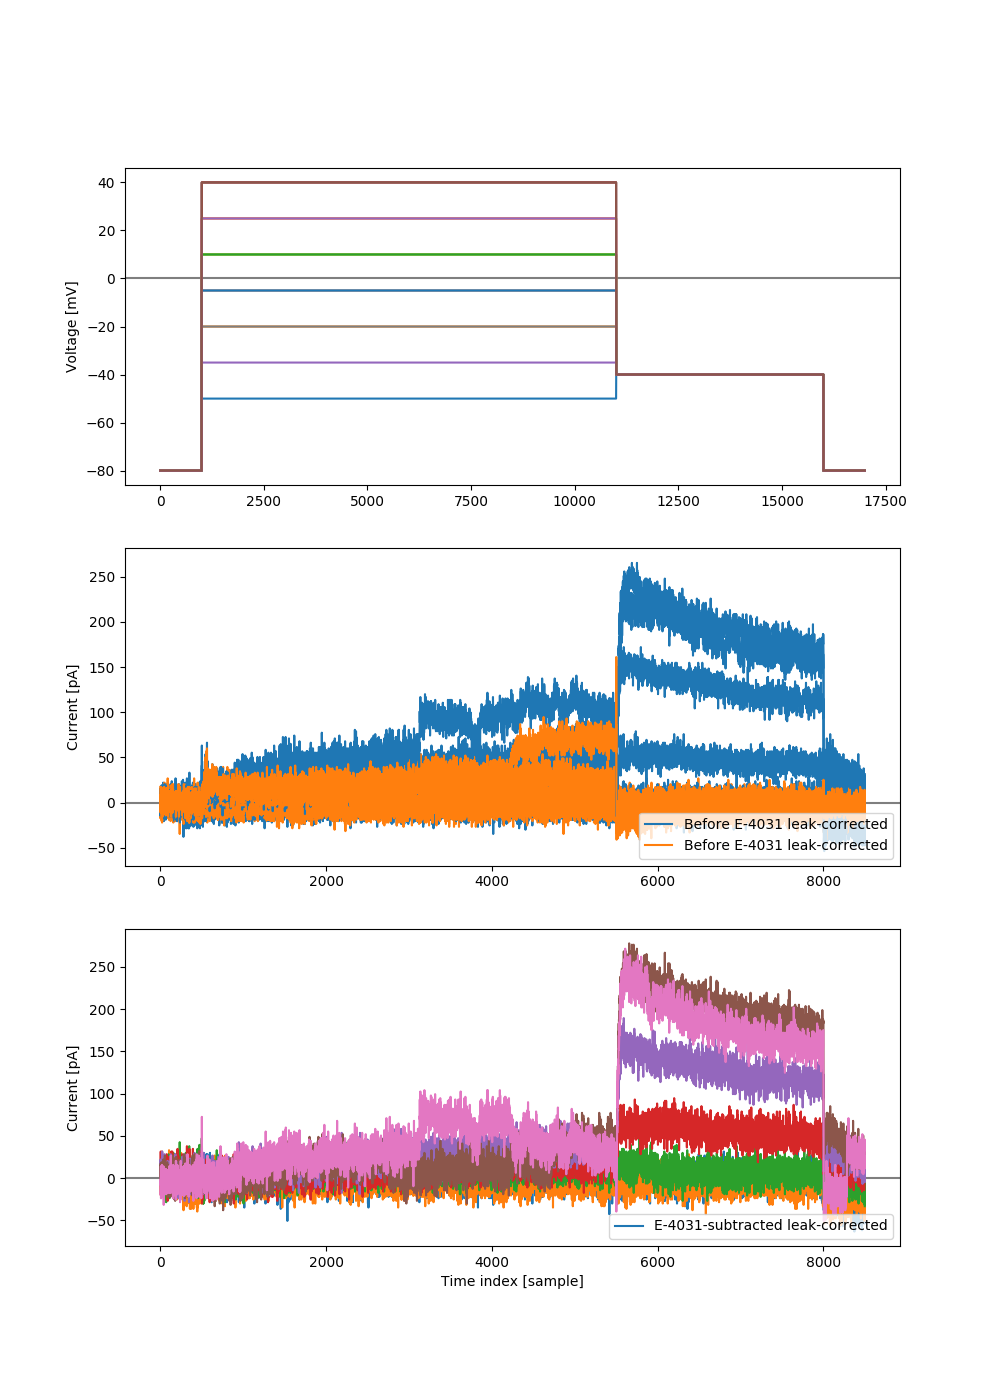 40
20
0
−20
−40
−60
−80
Voltage [mV]
0 2500 5000 7500 10000 12500 15000 17500
250
200
150
100
50
0
−50
Current [pA]
Before E-4031 leak-corrected
Before E-4031 leak-corrected
0 2000 4000 6000 8000
250
200
150
100
50
0
−50
Current [pA]
E-4031-subtracted leak-corrected
0 2000 4000 6000 8000
Time index [sample]